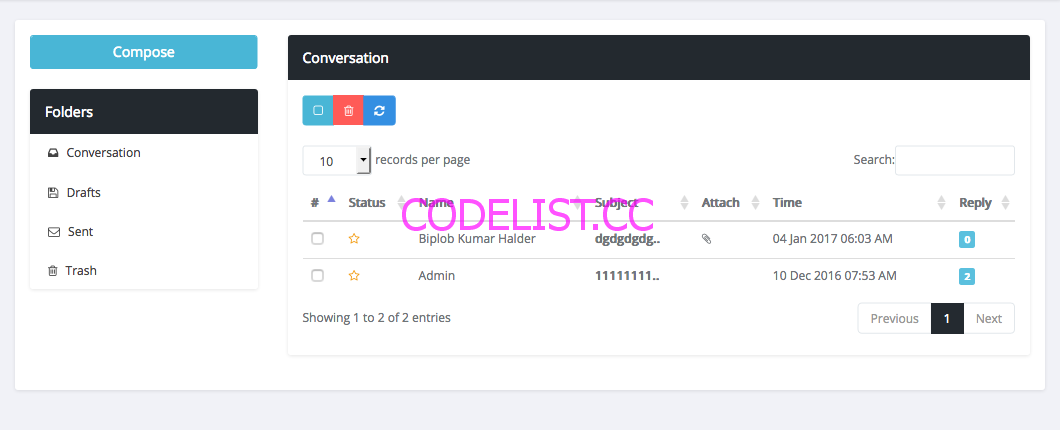 Compose
Folders
Conversation
Drafts
Sent
Trash
Conversation
10 records per page
Search:
# Status Name Subject Attach Time Reply
CODELIST.CC
Biplob Kumar Halder dgdgdgdg.. 04 Jan 2017 06:03 AM 0
Admin 11111111.. 10 Dec 2016 07:53 AM 2
Showing 1 to 2 of 2 entries
Previous 1 Next